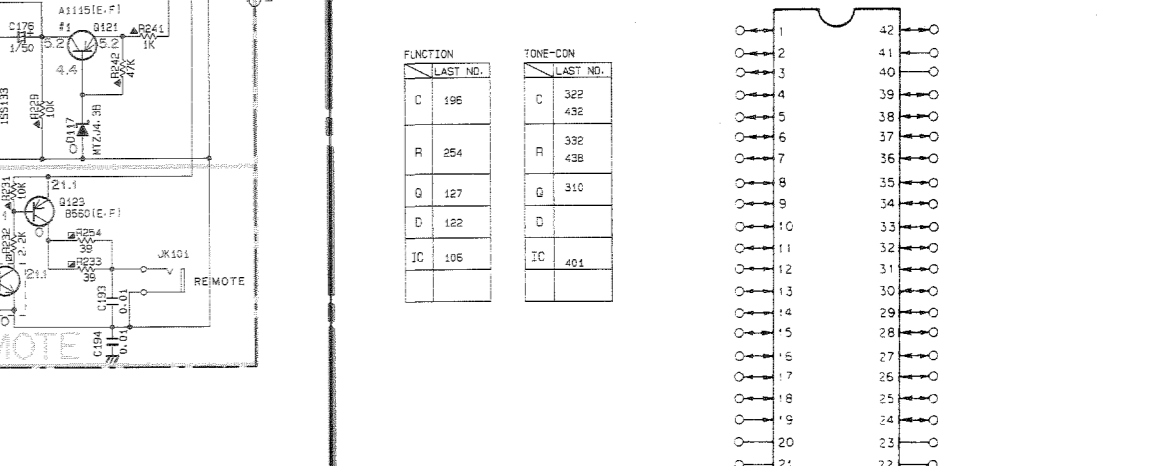 A1115(E,F)
C176
#1
Q121
R241
1/50
5.2
5.2
1K
4.4
R242
47K
1SS133
R229
10K
D117
MTZJ4.3B
R231
10K
21.1
Q123
B560(E,F)
R232
2.2K
R254
39
R233
39
21.1
JK101
REMOTE
C193
0.01
C194
0.01
MOTE
FUNCTION
LAST NO.
C 196
R 254
Q 127
D 122
IC 106
TONE-CON
LAST NO.
C 322
432
R 332
438
Q 310
D
IC 401
1 42
2 41
3 40
4 39
5 38
6 37
7 36
8 35
9 34
10 33
11 32
12 31
13 30
14 29
15 28
16 27
17 26
18 25
19 24
20 23
21 22